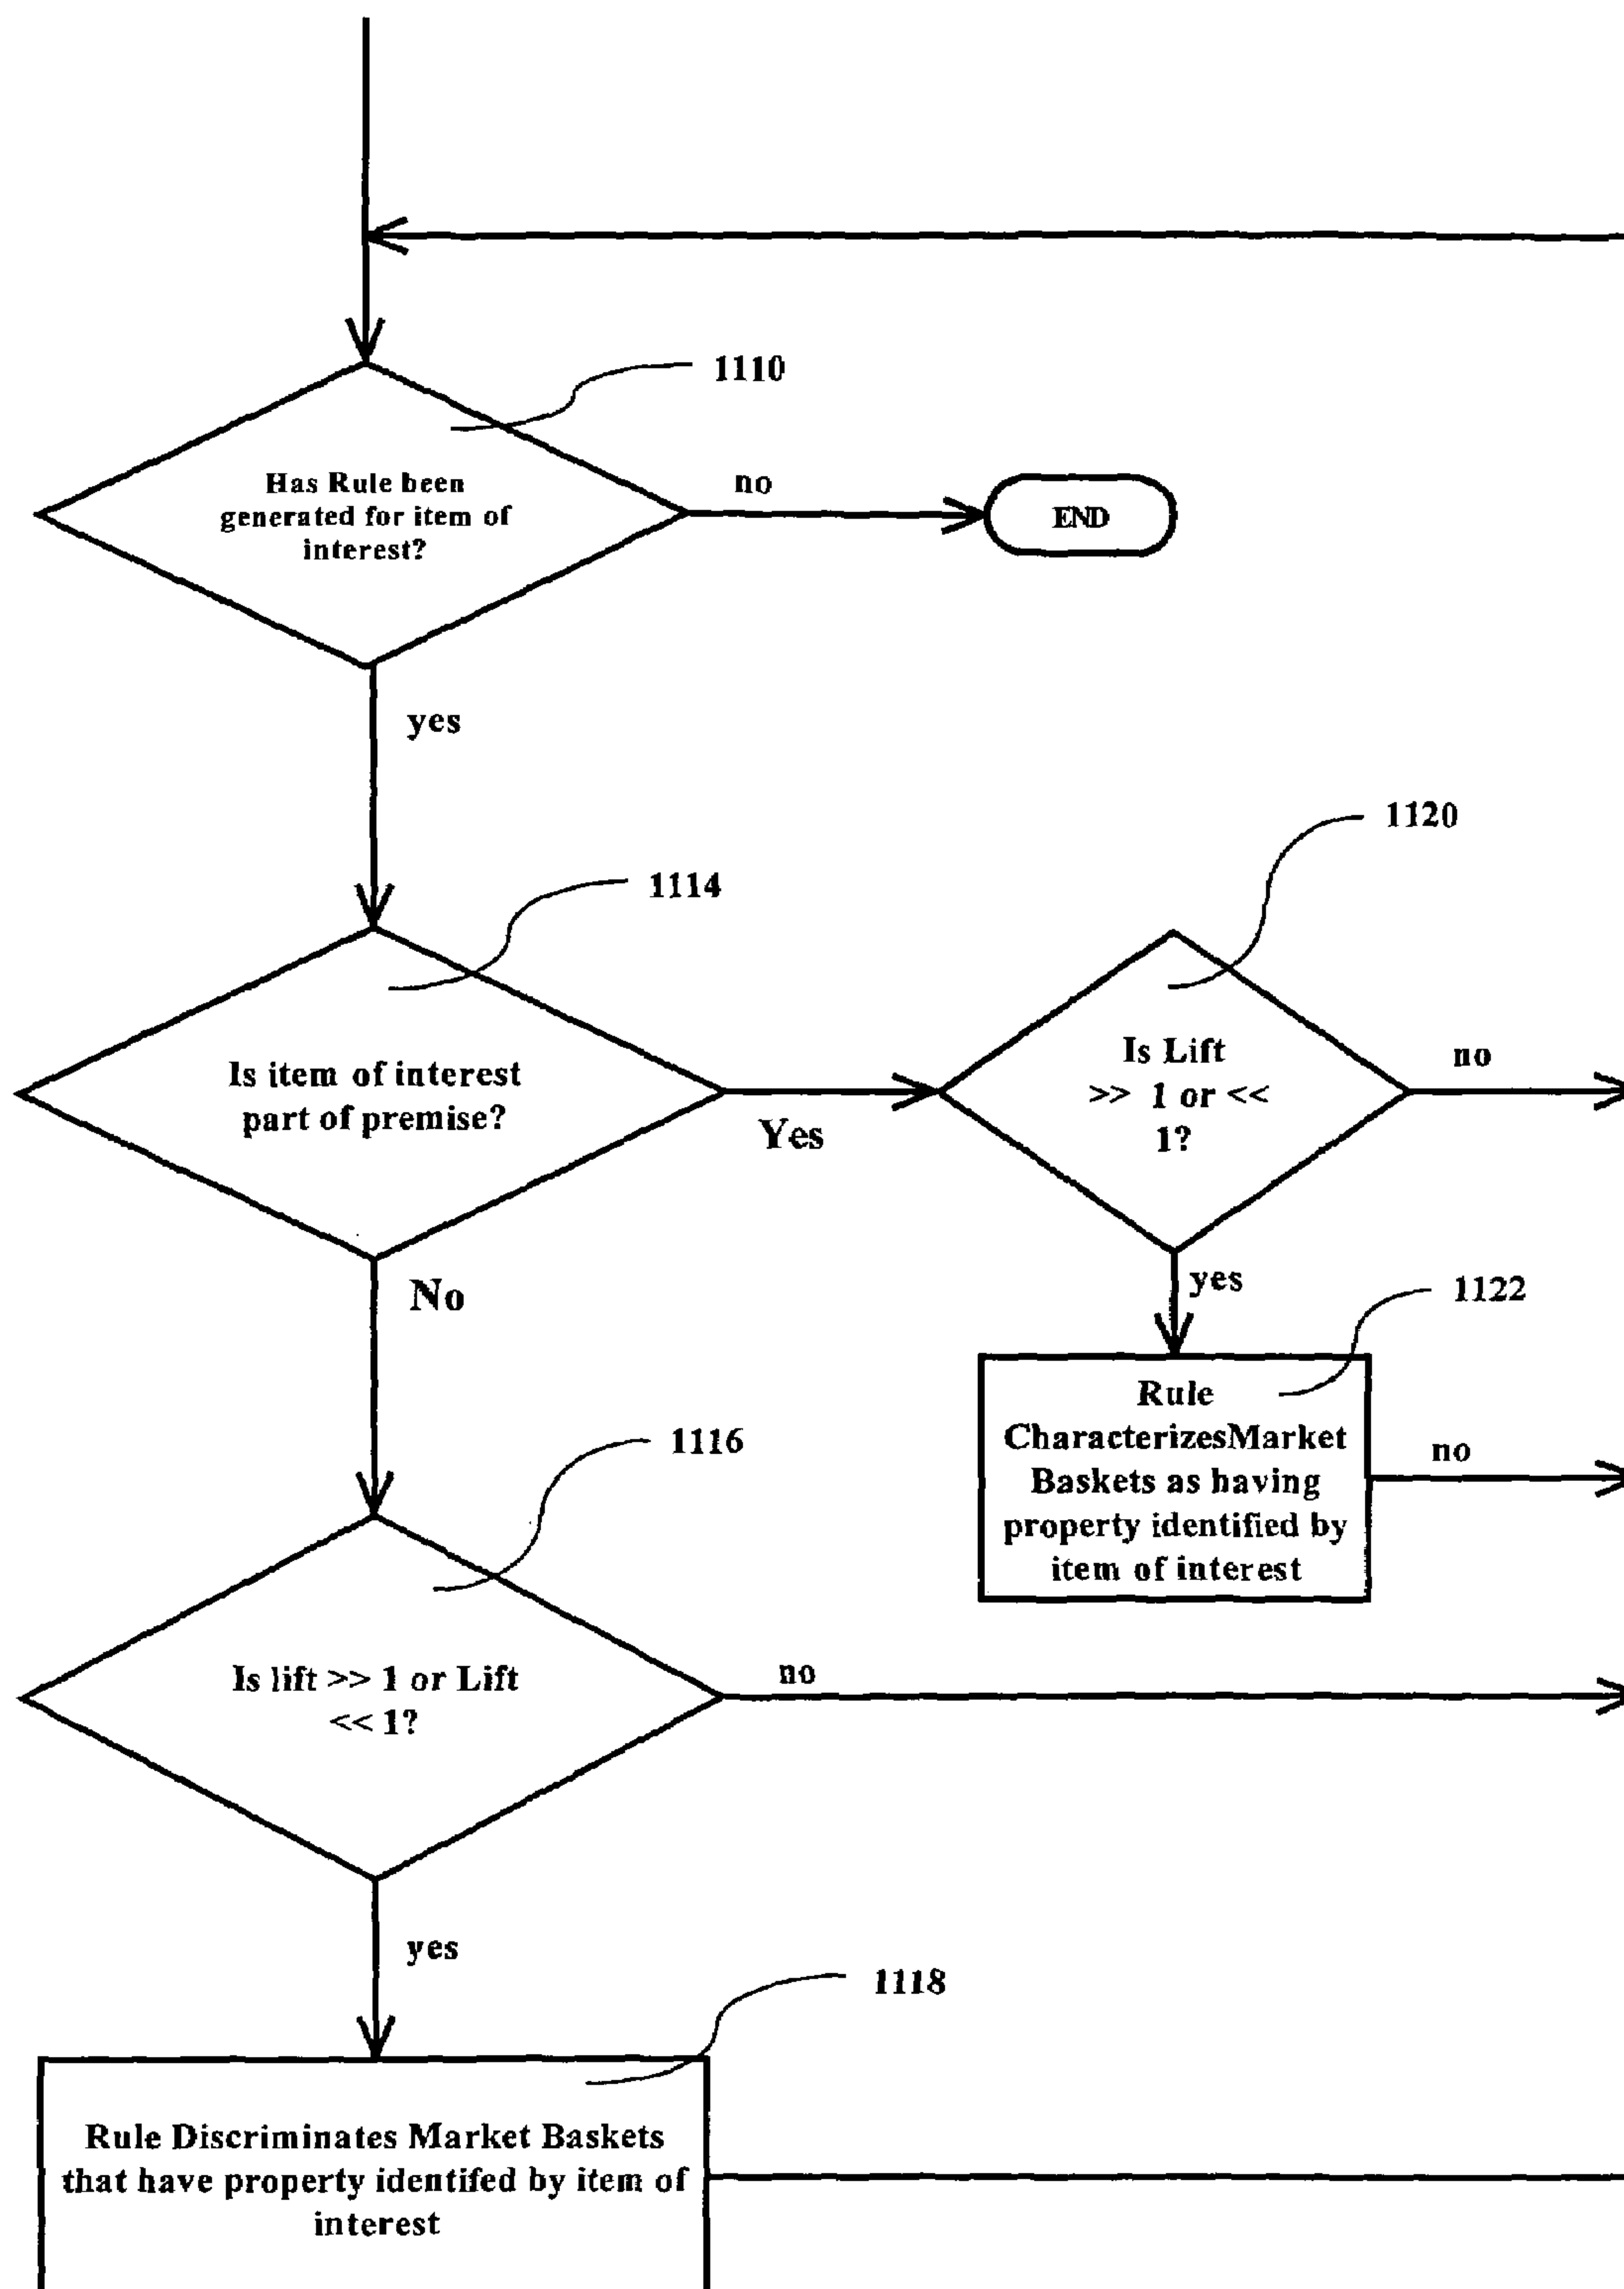 1110
Has Rule been
generated for item of
interest?
no
END
yes
1120
1114
Is Lift
>> 1 or <<
1?
no
Is item of interest
part of premise?
Yes
yes
1122
No
Rule
CharacterizesMarket
Baskets as having
property identified by
item of interest
no
1116
Is lift >> 1 or Lift
<< 1?
no
yes
1118
Rule Discriminates Market Baskets
that have property identifed by item of
interest